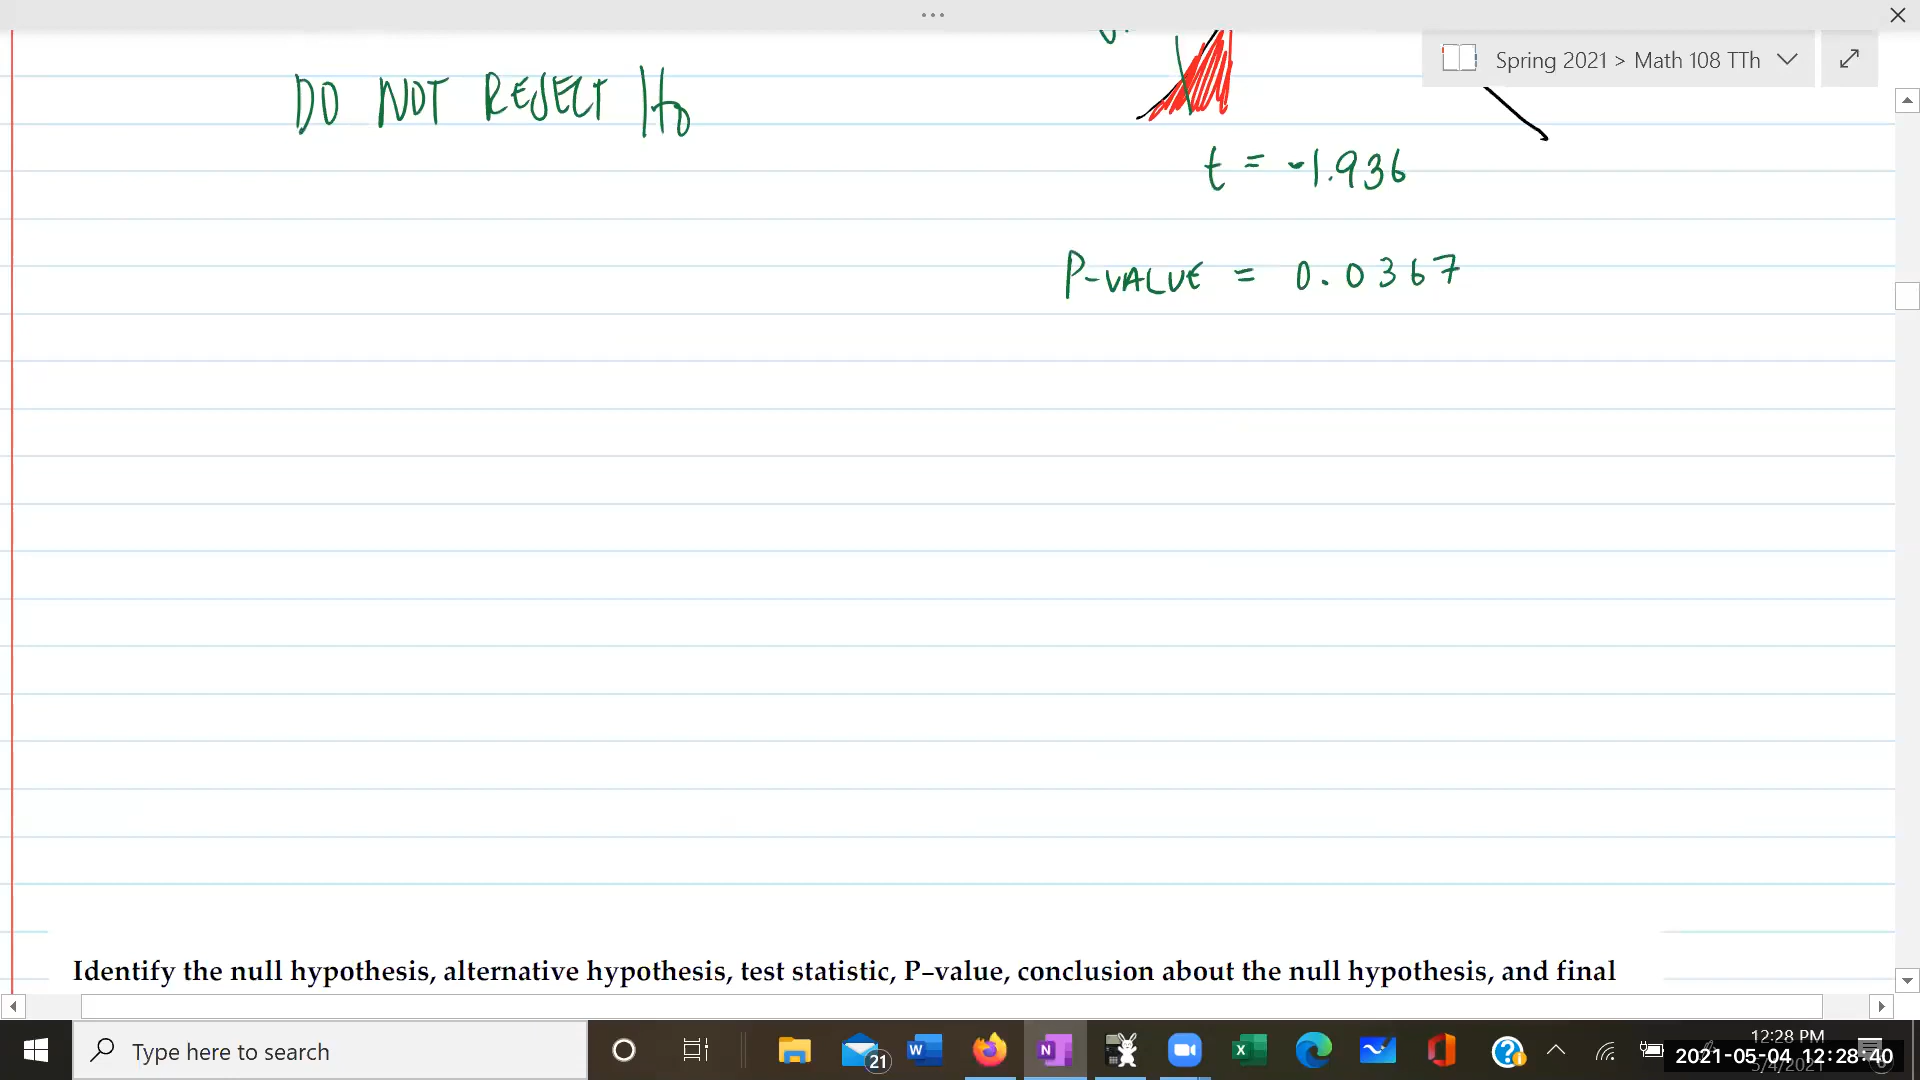 Spring 2021 > Math 108 TTh
DO NOT REJECT H0
t = -1.936
P-VALUE = 0.0367
Identify the null hypothesis, alternative hypothesis, test statistic, P–value, conclusion about the null hypothesis, and final
Type here to search
21
12:28 PM
2021-05-04 12:28:40